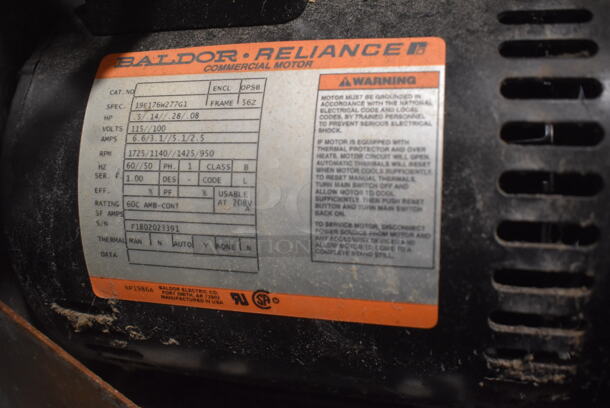 BALDOR · RELIANCE
COMMERCIAL MOTOR
CAT. NO ENCL OPSB
SPEC. 19E176W277G1 FRAME 56Z
HP .5/.14//.28/.08
VOLTS 115//100
AMPS 6.6/3.1//5.1/2.5
RPM 1725/1140//1425/950
HZ 60//50 PH 1 CLASS B
SER. F. 1.00 DES - CODE L
EFF. % PF % USABLE AT 208V
RATING 60C AMB-CONT
SF AMPS A
S/N F1802023391
THERMAL MAN N AUTO Y NONE N
DATA
NP1986A
BALDOR ELECTRIC CO.
FORT SMITH, AR 72902
MANUFACTURED IN USA
WARNING
MOTOR MUST BE GROUNDED IN
ACCORDANCE WITH THE NATIONAL
ELECTRICAL CODE AND LOCAL
CODES, BY TRAINED PERSONNEL
TO PREVENT SERIOUS ELECTRICAL
SHOCK.
IF MOTOR IS EQUIPPED WITH
THERMAL PROTECTOR AND OVER
HEATS, MOTOR CIRCUIT WILL OPEN.
AUTOMATIC THERMALS WILL RESET
WHEN MOTOR COOLS SUFFICIENTLY.
TO RESET MANUAL THERMALS,
TURN MAIN SWITCH OFF AND
ALLOW MOTOR TO COOL
SUFFICIENTLY. THEN PUSH RESET
BUTTON AND TURN MAIN SWITCH
BACK ON.
TO SERVICE MOTOR, DISCONNECT
POWER SOURCE FROM MOTOR AND
ANY ACCESSORY DEVICES AND
ALLOW MOTOR TO COME TO A
COMPLETE STAND STILL.